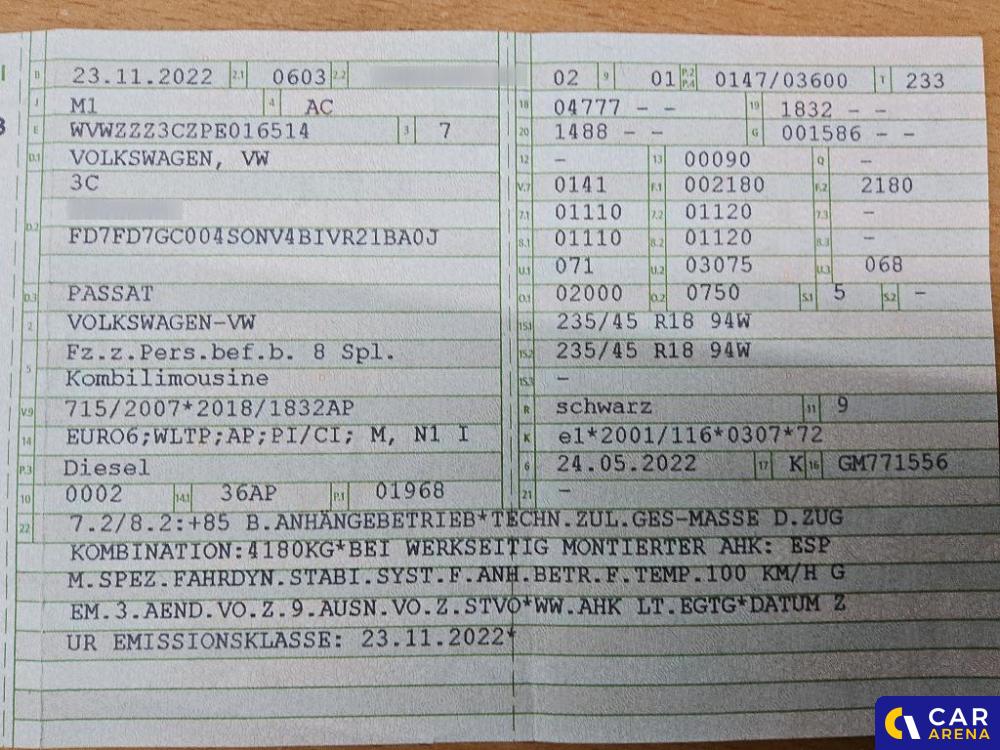 B 23.11.2022 2.1 0603 2.2
J M1 4 AC
E WVWZZZ3CZPE016514 3 7
D.1 VOLKSWAGEN, VW
3C
D.2
FD7FD7GC004SONV4BIVR21BA0J
D.3 PASSAT
2 VOLKSWAGEN-VW
5 Fz.z.Pers.bef.b. 8 Spl.
Kombilimousine
V.9 715/2007*2018/1832AP
14 EURO6;WLTP;AP;PI/CI; M, N1 I
P.3 Diesel
10 0002 14.1 36AP P.1 01968
02 9 01 P.2 P.4 0147/03600 T 233
18 04777 - - 19 1832 - -
20 1488 - - G 001586 - -
12 - 13 00090 Q -
V.7 0141 F.1 002180 F.2 2180
7.1 01110 7.2 01120 7.3 -
8.1 01110 8.2 01120 8.3 -
U.1 071 U.2 03075 U.3 068
O.1 02000 O.2 0750 S.1 5 S.2 -
15.1 235/45 R18 94W
15.2 235/45 R18 94W
15.3 -
R schwarz 11 9
K e1*2001/116*0307*72
6 24.05.2022 17 K 16 GM771556
21 -
22 7.2/8.2:+85 B.ANHÄNGEBETRIEB*TECHN.ZUL.GES-MASSE D.ZUG
KOMBINATION:4180KG*BEI WERKSEITIG MONTIERTER AHK: ESP
M.SPEZ.FAHRDYN.STABI.SYST.F.ANH.BETR.F.TEMP.100 KM/H G
EM.3.AEND.VO.Z.9.AUSN.VO.Z.STVO*WW.AHK LT.EGTG*DATUM Z
UR EMISSIONSKLASSE: 23.11.2022*
CAR
ARENA